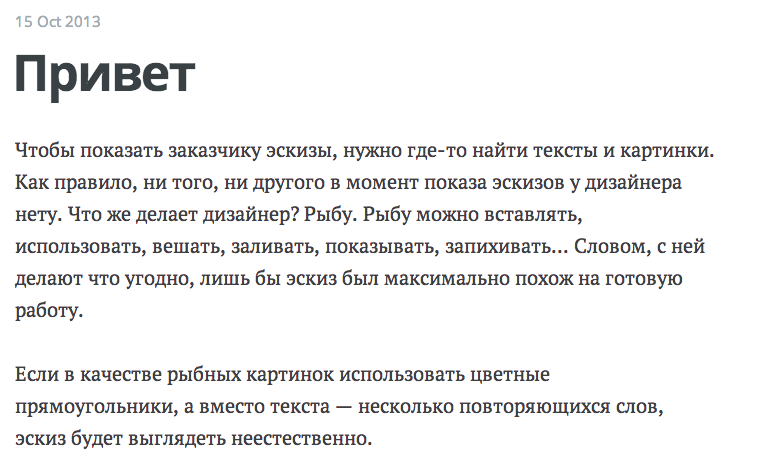 15 Oct 2013
Привет
Чтобы показать заказчику эскизы, нужно где-то найти тексты и картинки.
Как правило, ни того, ни другого в момент показа эскизов у дизайнера
нету. Что же делает дизайнер? Рыбу. Рыбу можно вставлять,
использовать, вешать, заливать, показывать, запихивать... Словом, с ней
делают что угодно, лишь бы эскиз был максимально похож на готовую
работу.
Если в качестве рыбных картинок использовать цветные
прямоугольники, а вместо текста — несколько повторяющихся слов,
эскиз будет выглядеть неестественно.